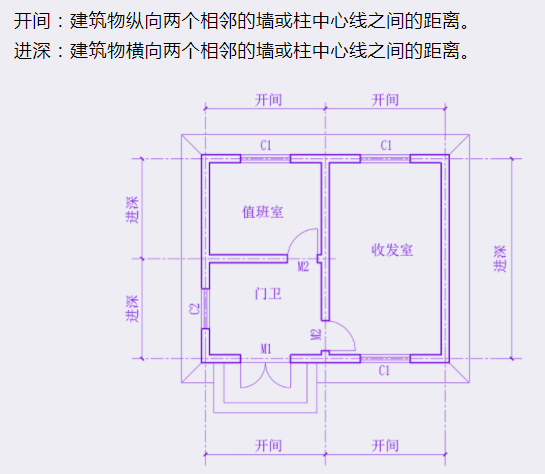 开间：建筑物纵向两个相邻的墙或柱中心线之间的距离。
进深：建筑物横向两个相邻的墙或柱中心线之间的距离。
开间 开间
C1 C1
进深 值班室 收发室 进深
M2
进深 C2 门卫 M2
M1 C1
开间 开间